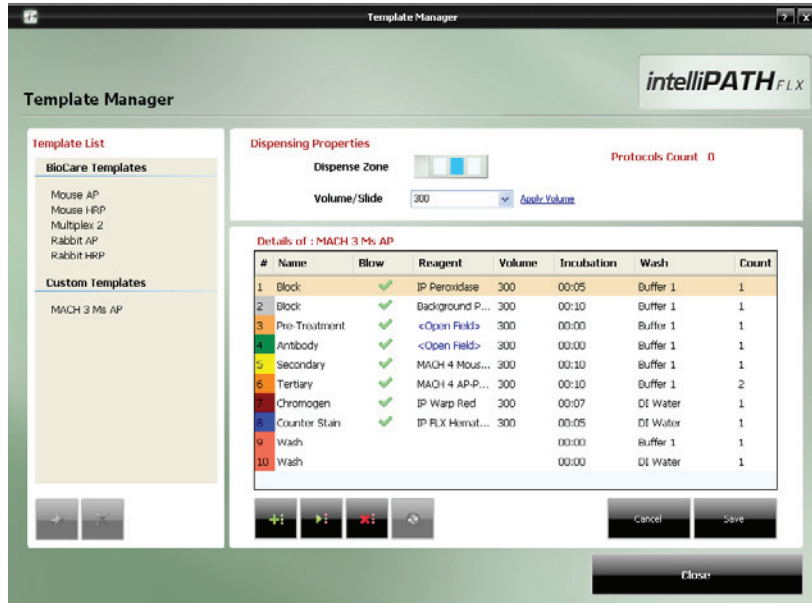 Template Manager
? x
intelliPATH FLX
Template Manager
Template List
BioCare Templates
Mouse AP
Mouse HRP
Multiplex 2
Rabbit AP
Rabbit HRP
Custom Templates
MACH 3 Ms AP
Dispensing Properties
Dispense Zone
Protocols Count 0
Volume/Slide 300 Apply Volume
Details of : MACH 3 Ms AP
# Name Blow Reagent Volume Incubation Wash Count
1 Block IP Peroxidase 300 00:05 Buffer 1 1
2 Block Background P... 300 00:10 Buffer 1 1
3 Pre-Treatment <Open Field> 300 00:00 Buffer 1 1
4 Antibody <Open Field> 300 00:00 Buffer 1 1
5 Secondary MACH 4 Mous... 300 00:10 Buffer 1 1
6 Tertiary MACH 4 AP-P... 300 00:10 Buffer 1 2
7 Chromogen IP Warp Red 300 00:07 DI Water 1
8 Counter Stain IP FLX Hemat... 300 00:05 DI Water 1
9 Wash 00:00 Buffer 1 1
10 Wash 00:00 DI Water 1
Cancel Save
Close